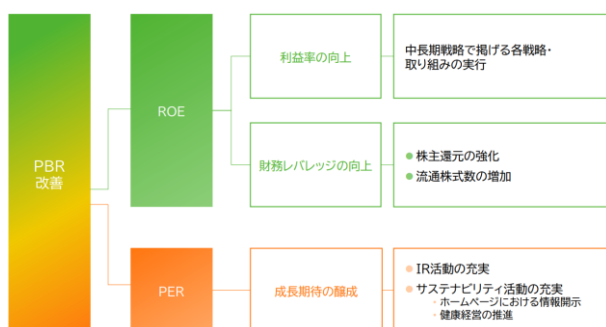 PBR
改善
ROE
利益率の向上
中長期戦略で掲げる各戦略・
取り組みの実行
財務レバレッジの向上
● 株主還元の強化
● 流通株式数の増加
PER
成長期待の醸成
● IR活動の充実
● サステナビリティ活動の充実
・ホームページにおける情報開示
・健康経営の推進